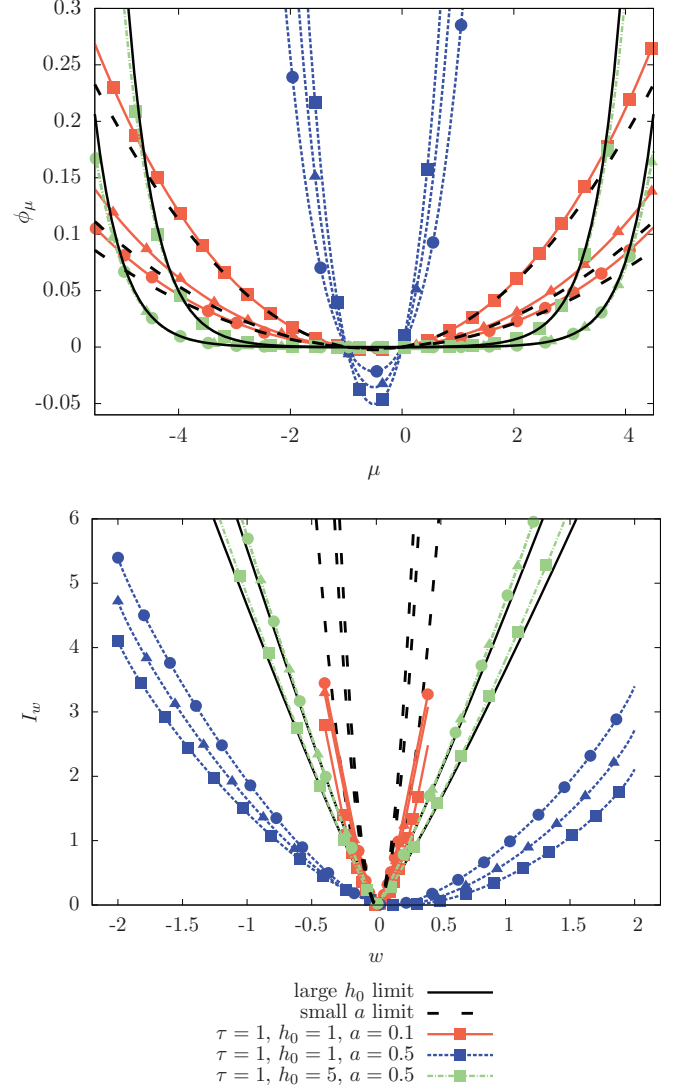 0.3
0.25
0.2
0.15
0.1
0.05
0
-0.05
ϕμ
-4 -2 0 2 4
μ
6
5
4
3
2
1
0
I_w
-2 -1.5 -1 -0.5 0 0.5 1 1.5 2
w
large h₀ limit
small a limit
τ = 1, h₀ = 1, a = 0.1
τ = 1, h₀ = 1, a = 0.5
τ = 1, h₀ = 5, a = 0.5